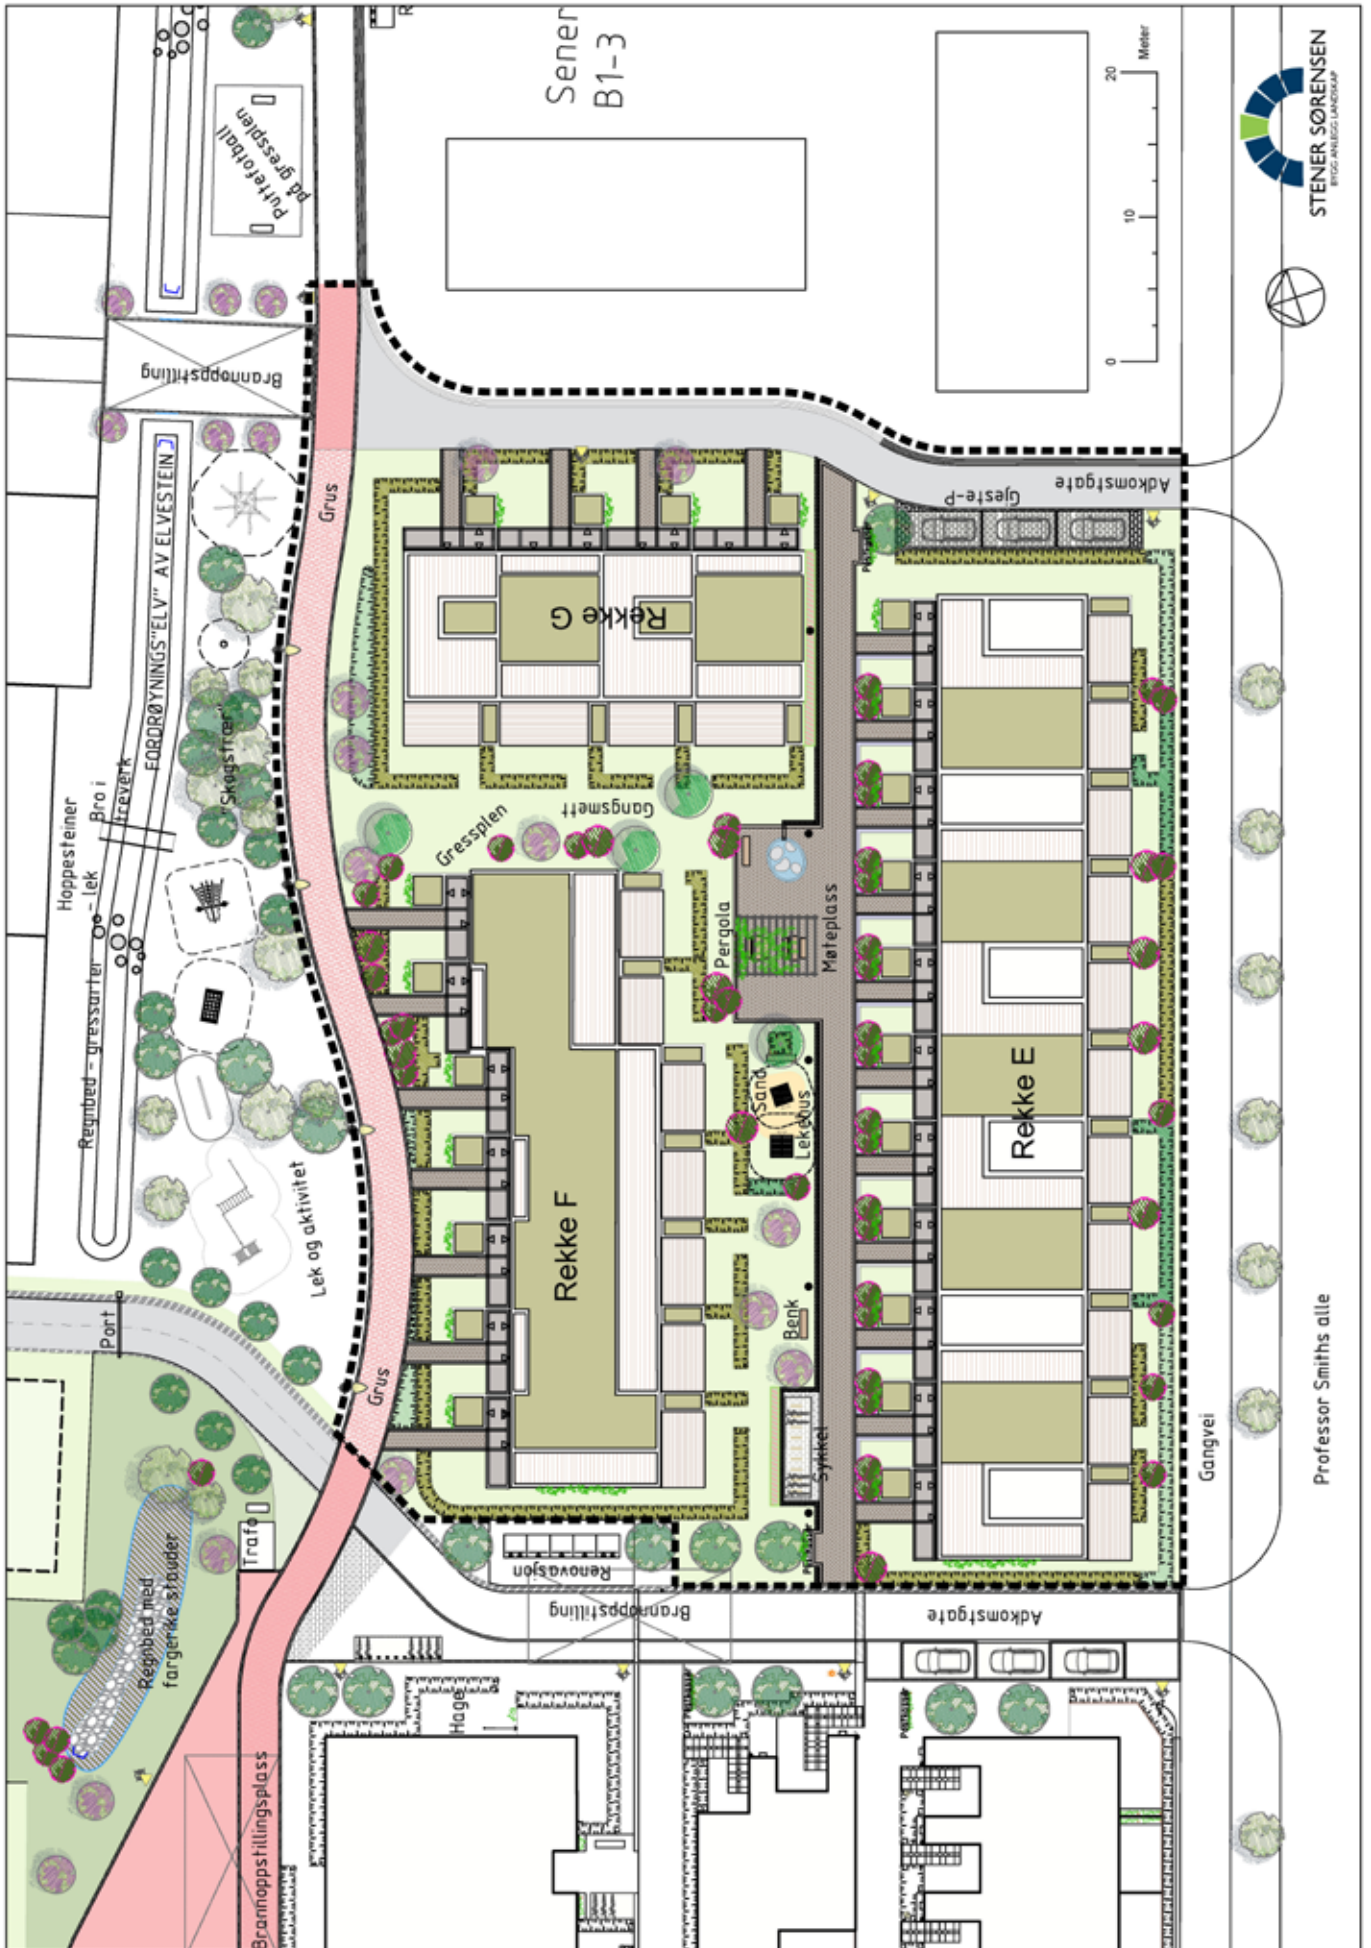 Sener
B1-3
Meter
20
10
0
STENER SØRENSEN
BYGG ANLEGG LANDSKAP
Puttefotball
på gressplen
Brannoppstilling
Grus
FORDRØYNINGS"ELV" AV ELVESTEIN
"Skogstrær"
Bro i
treverk
Hoppesteiner
- lek
Regnbed - gressarter
Lek og aktivitet
Port
Grus
Trafo
Regnbed med
fargerike stauder
Brannoppstillingsplass
Hage
Rekke G
Gressplen
Gangsmett
Adkomstgate
Gjeste-P
Pergola
Møteplass
Sand
Lekehus
Benk
Sykkel
Rekke F
Rekke E
Renovasjon
Brannoppstilling
Adkomstgate
Gangvei
Professor Smiths alle